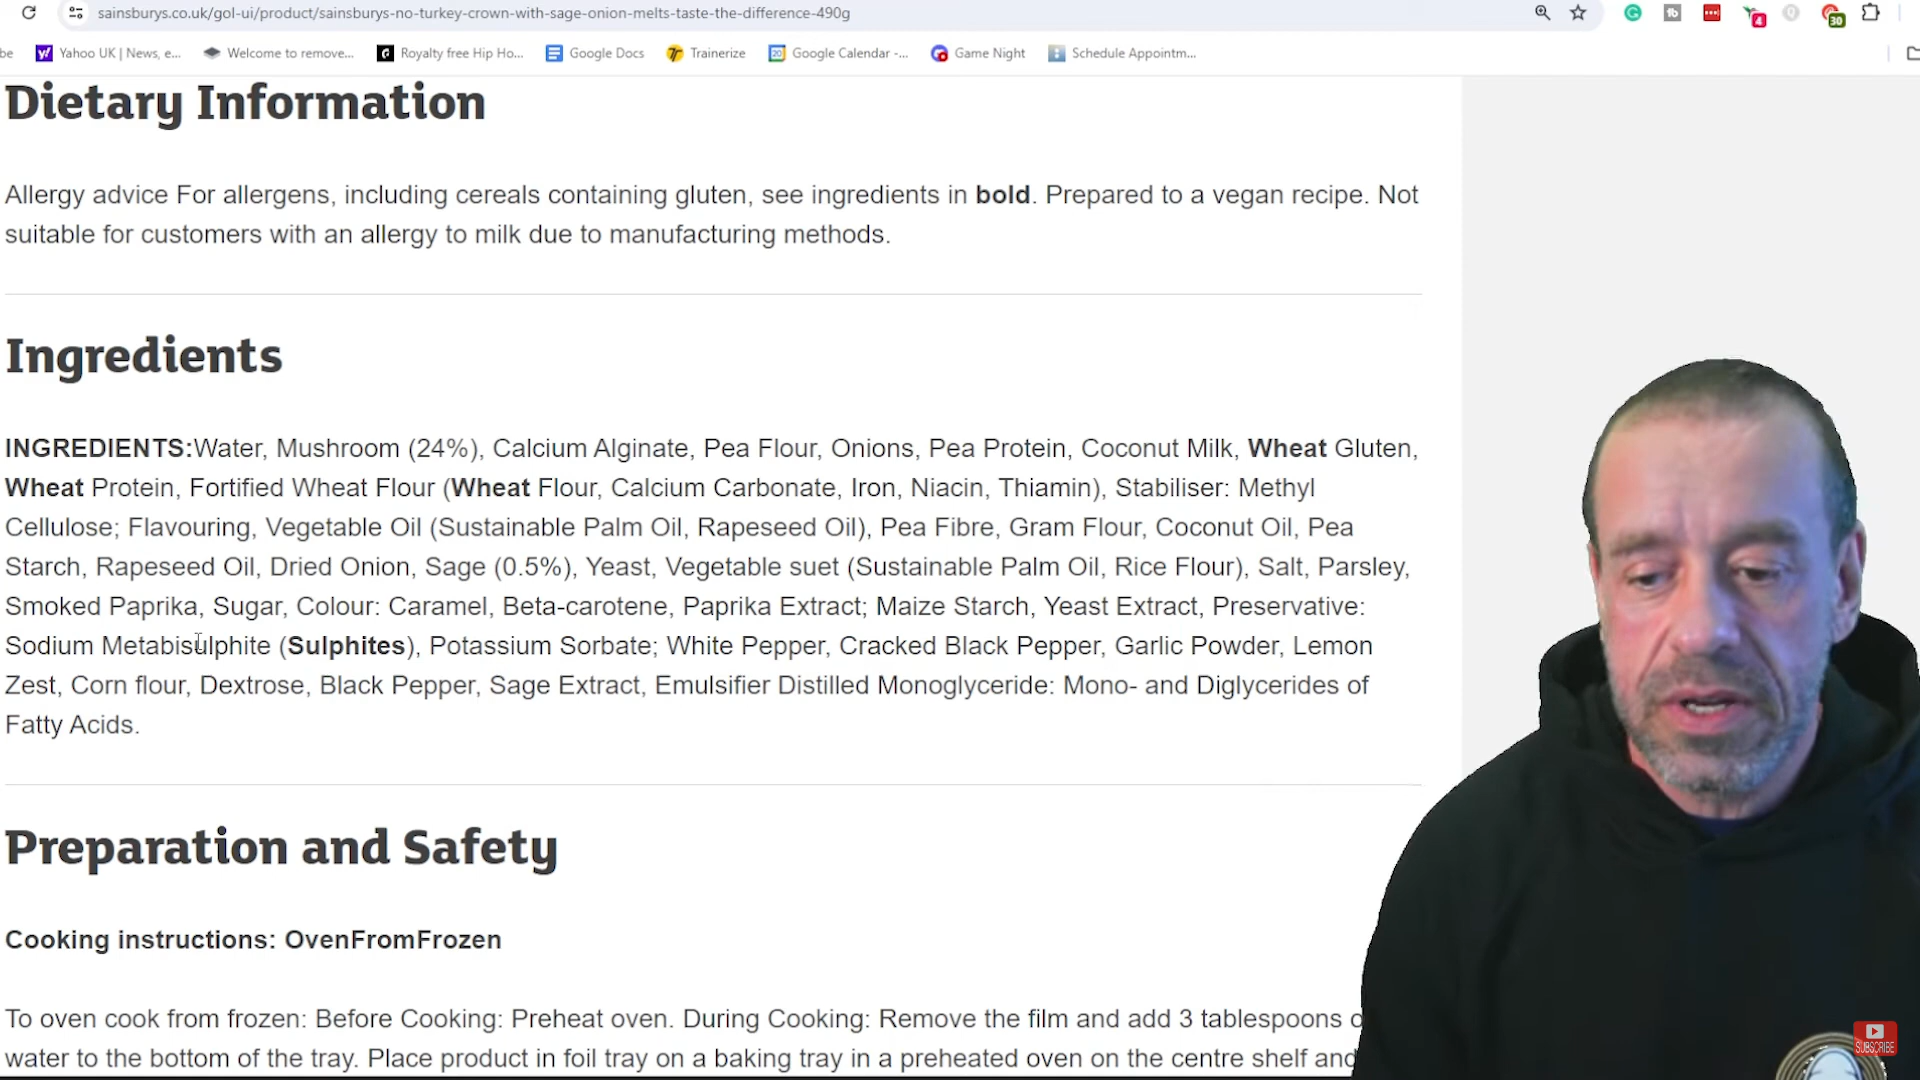 sainsburys.co.uk/gol-ui/product/sainsburys-no-turkey-crown-with-sage-onion-melts-taste-the-difference-490g
4
30
be
Yahoo UK | News, e...
Welcome to remove...
Royalty free Hip Ho...
Google Docs
Trainerize
Google Calendar -...
Game Night
Schedule Appointm...
Dietary Information
Allergy advice For allergens, including cereals containing gluten, see ingredients in bold. Prepared to a vegan recipe. Not
suitable for customers with an allergy to milk due to manufacturing methods.
Ingredients
INGREDIENTS:Water, Mushroom (24%), Calcium Alginate, Pea Flour, Onions, Pea Protein, Coconut Milk, Wheat Gluten,
Wheat Protein, Fortified Wheat Flour (Wheat Flour, Calcium Carbonate, Iron, Niacin, Thiamin), Stabiliser: Methyl
Cellulose; Flavouring, Vegetable Oil (Sustainable Palm Oil, Rapeseed Oil), Pea Fibre, Gram Flour, Coconut Oil, Pea
Starch, Rapeseed Oil, Dried Onion, Sage (0.5%), Yeast, Vegetable suet (Sustainable Palm Oil, Rice Flour), Salt, Parsley,
Smoked Paprika, Sugar, Colour: Caramel, Beta-carotene, Paprika Extract; Maize Starch, Yeast Extract, Preservative:
Sodium Metabisulphite (Sulphites), Potassium Sorbate; White Pepper, Cracked Black Pepper, Garlic Powder, Lemon
Zest, Corn flour, Dextrose, Black Pepper, Sage Extract, Emulsifier Distilled Monoglyceride: Mono- and Diglycerides of
Fatty Acids.
Preparation and Safety
Cooking instructions: OvenFromFrozen
To oven cook from frozen: Before Cooking: Preheat oven. During Cooking: Remove the film and add 3 tablespoons
water to the bottom of the tray. Place product in foil tray on a baking tray in a preheated oven on the centre shelf and
SUBSCRIBE